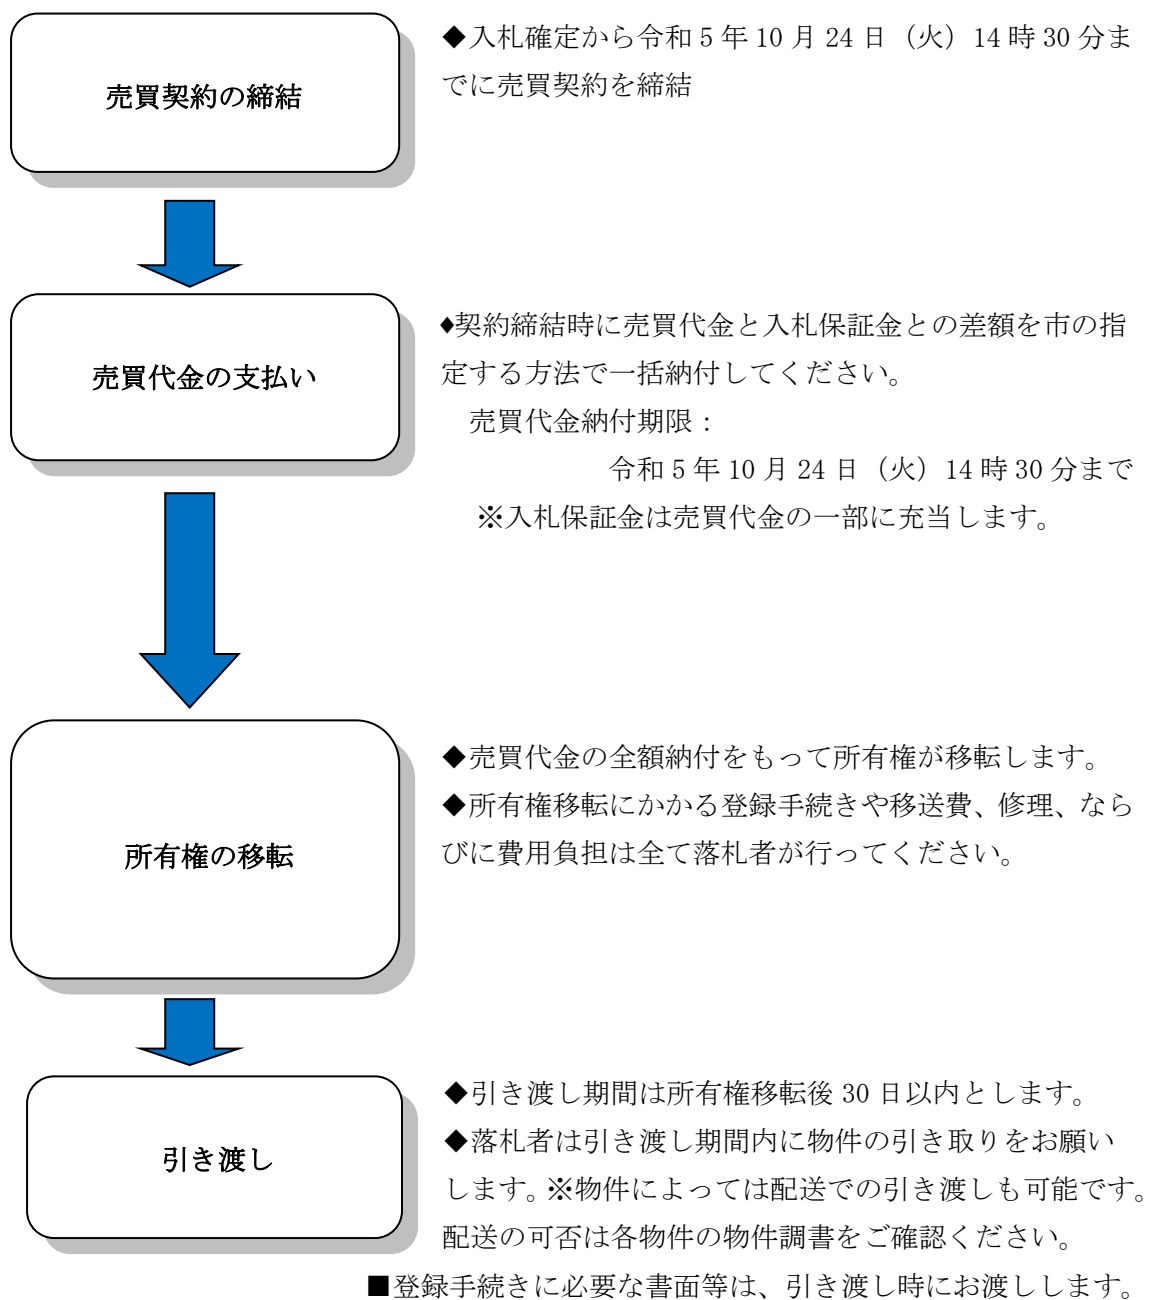 ◆入札確定から令和5年10月24日（火）14時30分ま
でに売買契約を締結
売買契約の締結
♦契約締結時に売買代金と入札保証金との差額を市の指
定する方法で一括納付してください。
売買代金の支払い
売買代金納付期限：
令和5年10月24日（火）14時30分まで
※入札保証金は売買代金の一部に充当します。
◆売買代金の全額納付をもって所有権が移転します。
◆所有権移転にかかる登録手続きや移送費、修理、なら
びに費用負担は全て落札者が行ってください。
所有権の移転
◆引き渡し期間は所有権移転後30日以内とします。
◆落札者は引き渡し期間内に物件の引き取りをお願い
引き渡し
します。※物件によっては配送での引き渡しも可能です。
配送の可否は各物件の物件調書をご確認ください。
■登録手続きに必要な書面等は、引き渡し時にお渡しします。